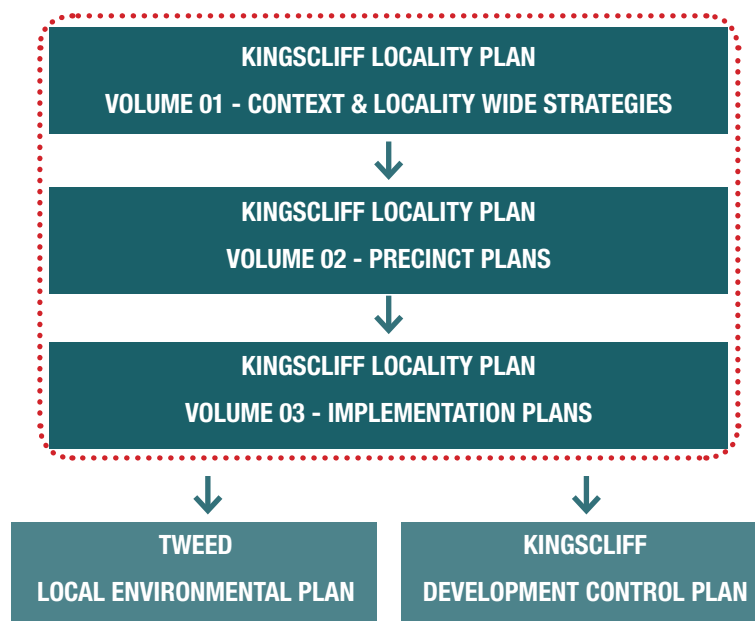 KINGSCLIFF LOCALITY PLAN
VOLUME 01 - CONTEXT & LOCALITY WIDE STRATEGIES
KINGSCLIFF LOCALITY PLAN
VOLUME 02 - PRECINCT PLANS
KINGSCLIFF LOCALITY PLAN
VOLUME 03 - IMPLEMENTATION PLANS
TWEED
LOCAL ENVIRONMENTAL PLAN
KINGSCLIFF
DEVELOPMENT CONTROL PLAN